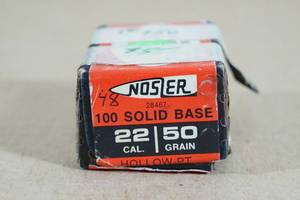 NOSLER
48
28467
100 SOLID BASE
22 50
CAL. GRAIN
HOLLOW PT